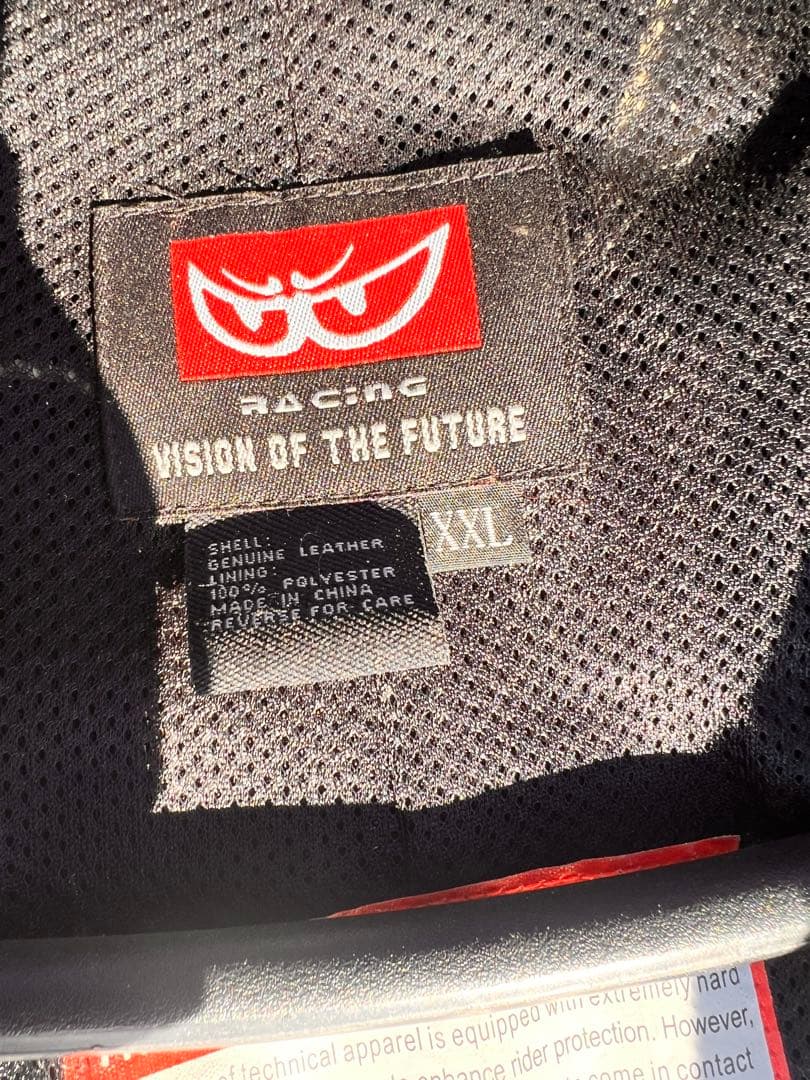 RACING
VISION OF THE FUTURE
XXL
SHELL:
GENUINE LEATHER
LINING
100% POLYESTER
MADE IN CHINA
REVERSE FOR CARE
of technical apparel is equipped with extremely hard
enhance rider protection. However,
come in contact